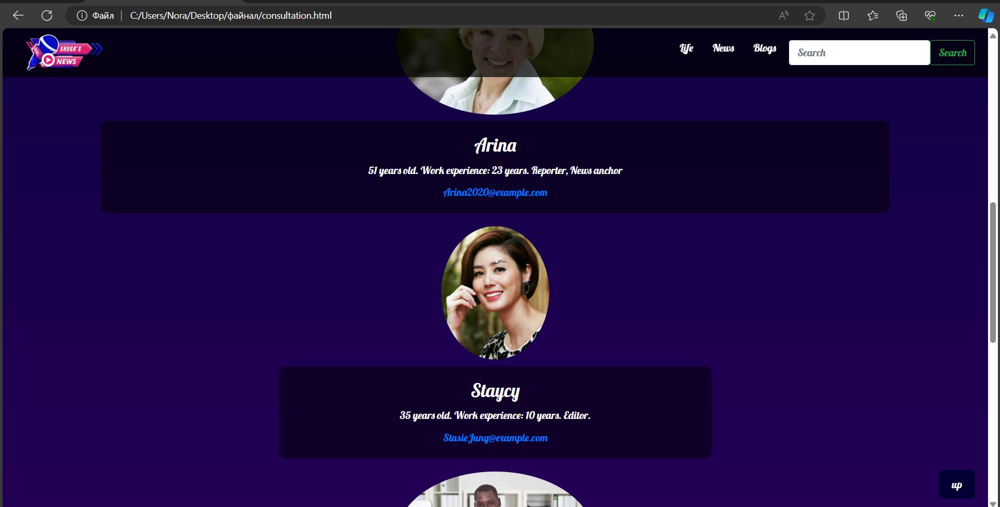 Файл
C:/Users/Nora/Desktop/файнал/consultation.html
NEWS
SHUGA'S
NEWS
Life
News
Blogs
Search
Search
Arina
51 years old. Work experience: 23 years. Reporter, News anchor
Arina2020@example.com
Staycy
35 years old. Work experience: 10 years. Editor.
StasieJung@example.com
up